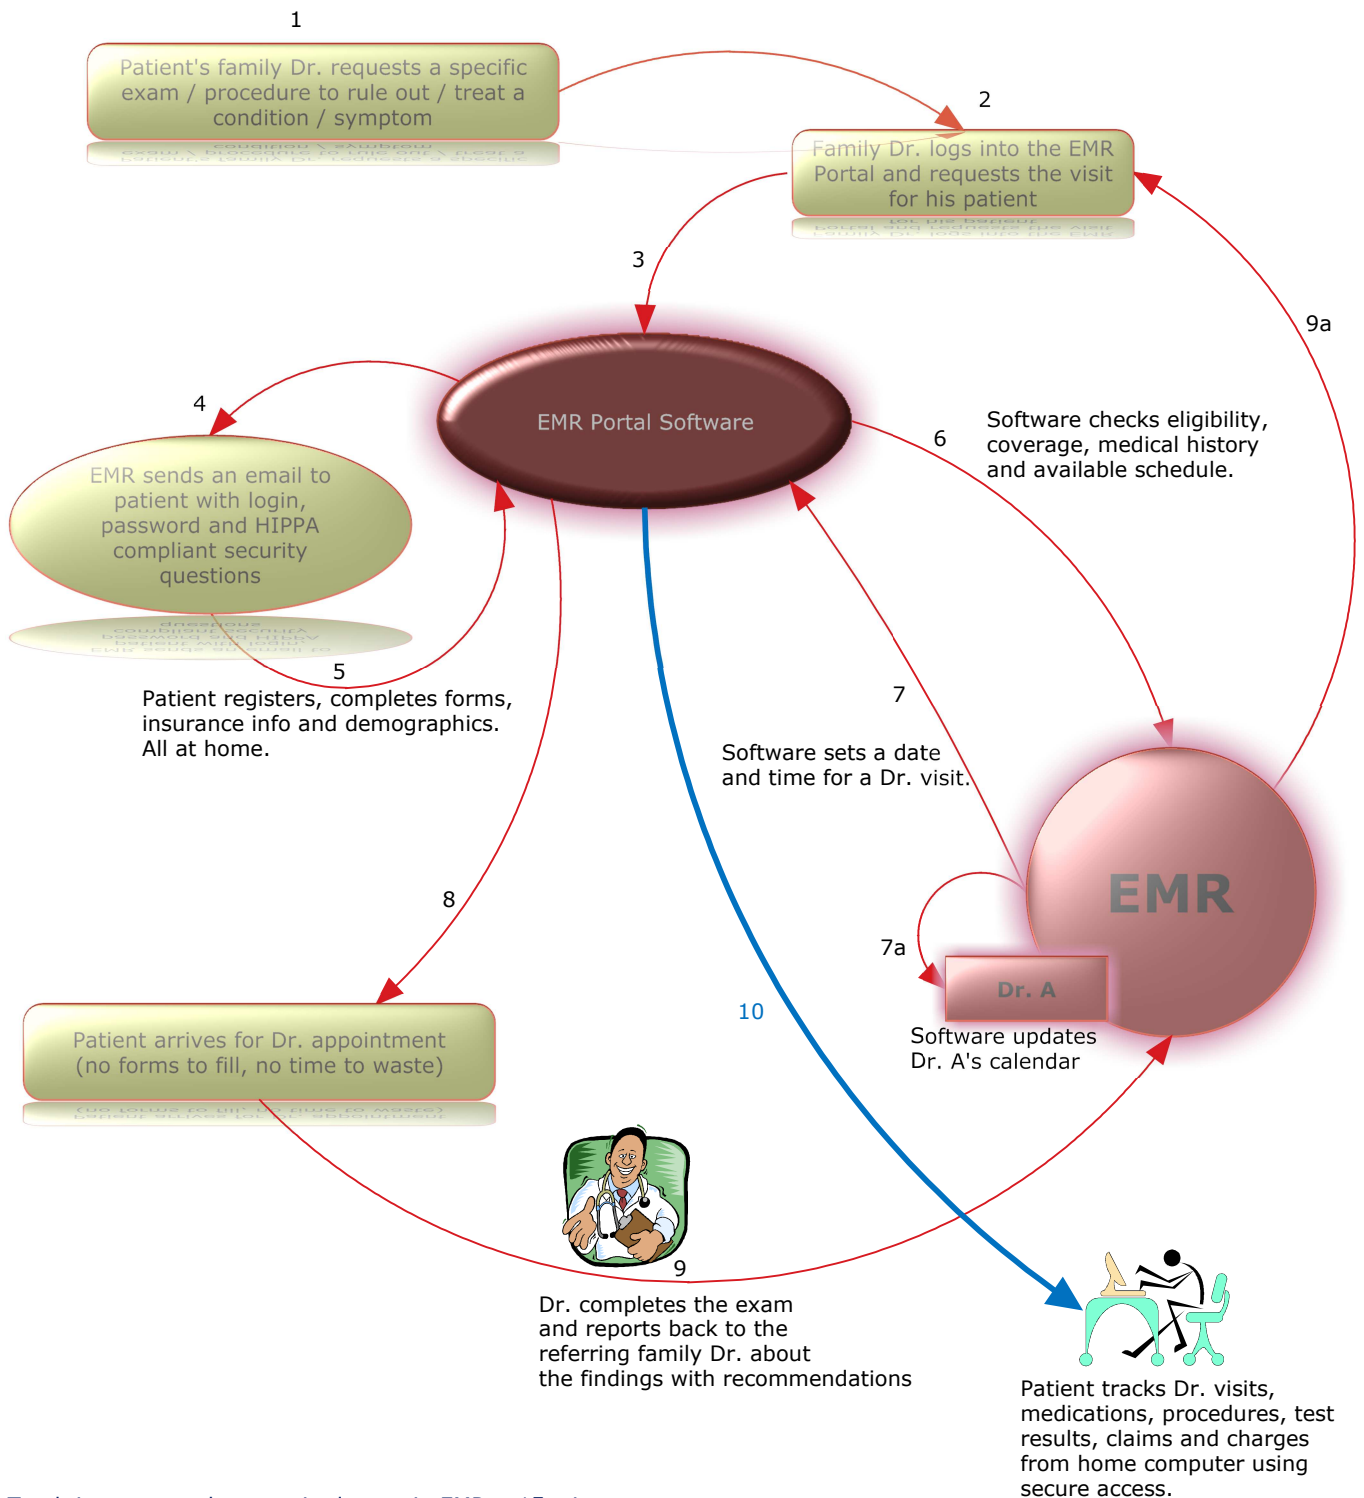 1
Patient's family Dr. requests a specific
exam / procedure to rule out / treat a
condition / symptom
2
Family Dr. logs into the EMR
Portal and requests the visit
for his patient
3
9a
EMR Portal Software
4
EMR sends an email to
patient with login,
password and HIPPA
compliant security
questions
6
Software checks eligibility,
coverage, medical history
and available schedule.
5
Patient registers, completes forms,
insurance info and demographics.
All at home.
7
Software sets a date
and time for a Dr. visit.
EMR
8
7a
Dr. A
Software updates
Dr. A's calendar
10
Patient arrives for Dr. appointment
(no forms to fill, no time to waste)
9
Dr. completes the exam
and reports back to the
referring family Dr. about
the findings with recommendations
Patient tracks Dr. visits,
medications, procedures, test
results, claims and charges
from home computer using
secure access.